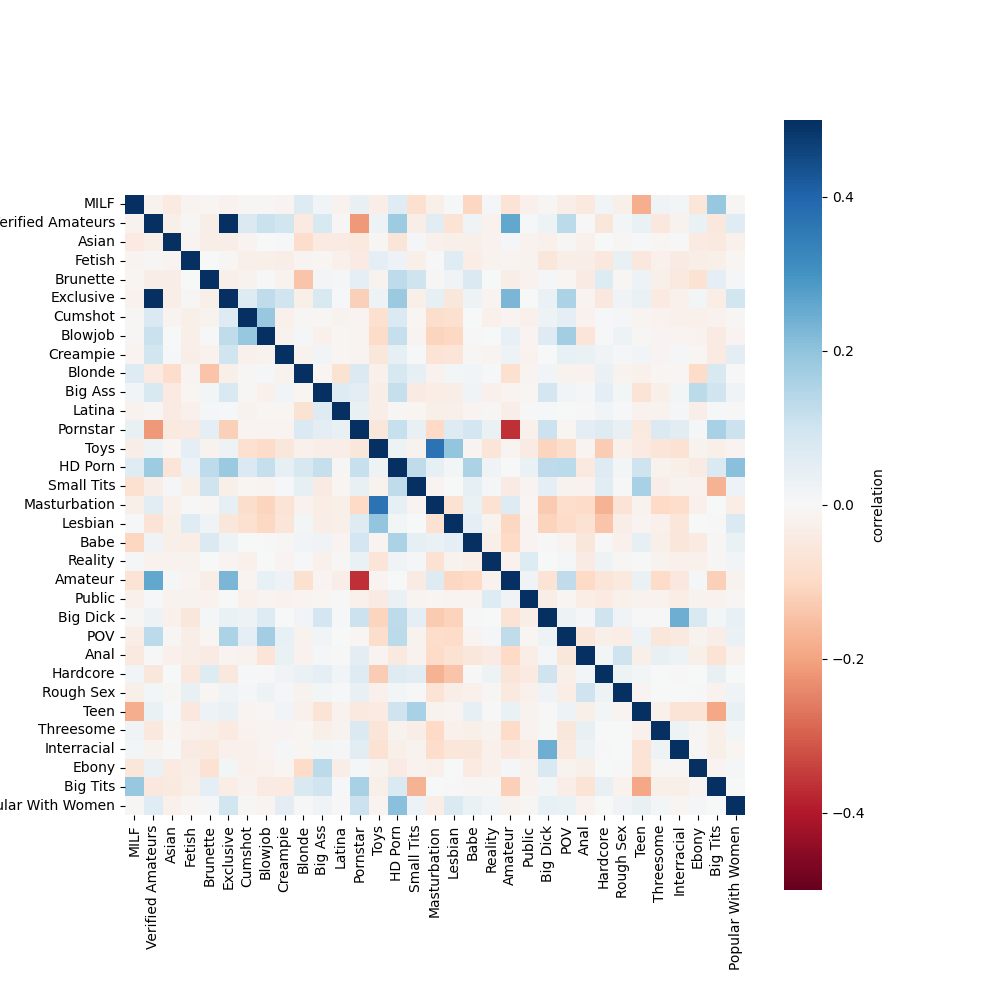 MILF
Verified Amateurs
Asian
Fetish
Brunette
Exclusive
Cumshot
Blowjob
Creampie
Blonde
Big Ass
Latina
Pornstar
Toys
HD Porn
Small Tits
Masturbation
Lesbian
Babe
Reality
Amateur
Public
Big Dick
POV
Anal
Hardcore
Rough Sex
Teen
Threesome
Interracial
Ebony
Big Tits
ular With Women
MILF
Verified Amateurs
Asian
Fetish
Brunette
Exclusive
Cumshot
Blowjob
Creampie
Blonde
Big Ass
Latina
Pornstar
Toys
HD Porn
Small Tits
Masturbation
Lesbian
Babe
Reality
Amateur
Public
Big Dick
POV
Anal
Hardcore
Rough Sex
Teen
Threesome
Interracial
Ebony
Big Tits
Popular With Women
0.4
0.2
0.0
−0.2
−0.4
correlation